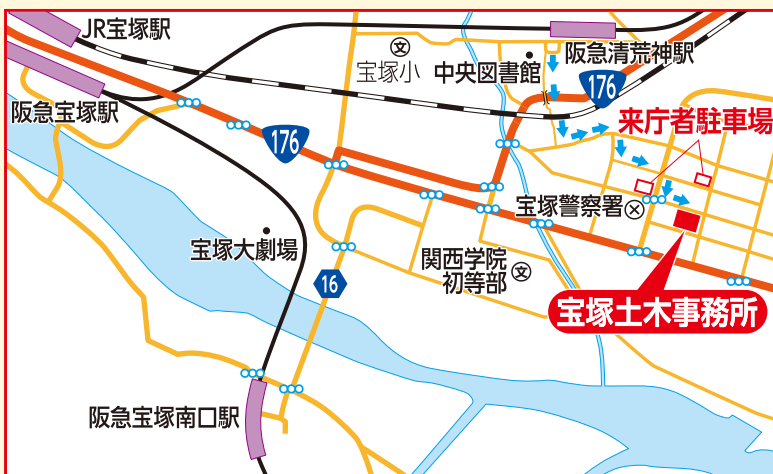 JR宝塚駅
文
宝塚小
中央図書館
阪急清荒神駅
176
阪急宝塚駅
176
来庁者駐車場
宝塚警察署
宝塚大劇場
関西学院
初等部
文
16
宝塚土木事務所
阪急宝塚南口駅